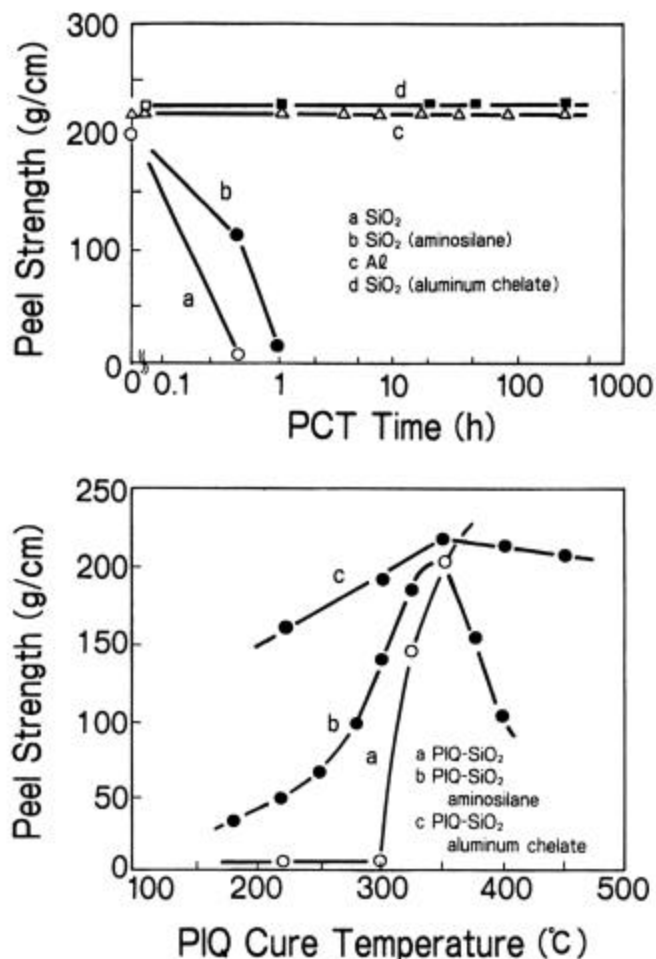 300
200
100
0
Peel Strength (g/cm)
d
c
b
a
a SiO₂
b SiO₂ (aminosilane)
c Aℓ
d SiO₂ (aluminum chelate)
0 0.1 1 10 100 1000
PCT Time (h)
250
200
150
100
50
0
Peel Strength (g/cm)
c
b
a
a PIQ-SiO₂
b PIQ-SiO₂
aminosilane
c PIQ-SiO₂
aluminum chelate
100 200 300 400 500
PIQ Cure Temperature (℃)